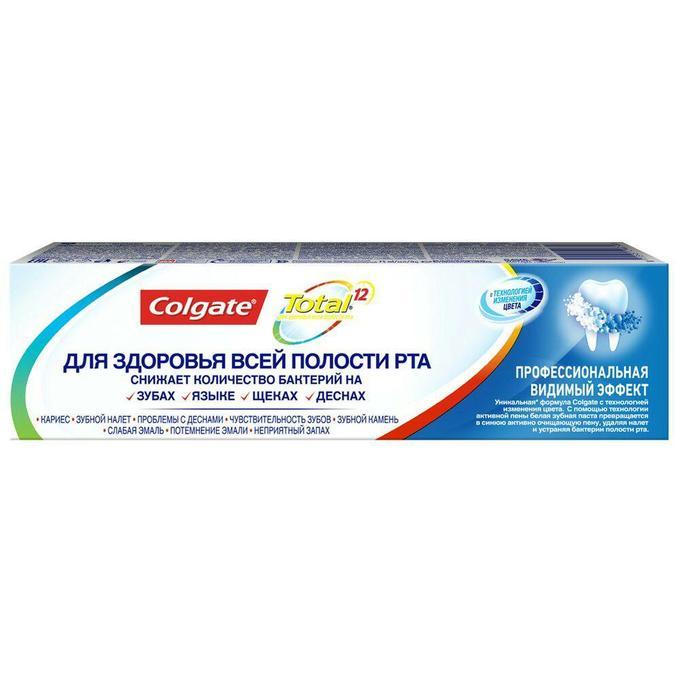 Colgate®
Total 12
ДЛЯ ЗДОРОВЬЯ ВСЕЙ ПОЛОСТИ РТА
СНИЖАЕТ КОЛИЧЕСТВО БАКТЕРИЙ НА
✓ ЗУБАХ ✓ ЯЗЫКЕ ✓ ЩЕКАХ ✓ ДЕСНАХ
• КАРИЕС • ЗУБНОЙ НАЛЕТ • ПРОБЛЕМЫ С ДЕСНАМИ • ЧУВСТВИТЕЛЬНОСТЬ ЗУБОВ • ЗУБНОЙ КАМЕНЬ
• СЛАБАЯ ЭМАЛЬ • ПОТЕМНЕНИЕ ЭМАЛИ • НЕПРИЯТНЫЙ ЗАПАХ
с ТЕХНОЛОГИЕЙ
ИЗМЕНЕНИЯ
ЦВЕТА
ПРОФЕССИОНАЛЬНАЯ
ВИДИМЫЙ ЭФФЕКТ
Уникальная* формула Colgate с технологией
изменения цвета. С помощью технологии
активной пены белая зубная паста превращается
в синюю активно очищающую пену, удаляя налет
и устраняя бактерии полости рта.